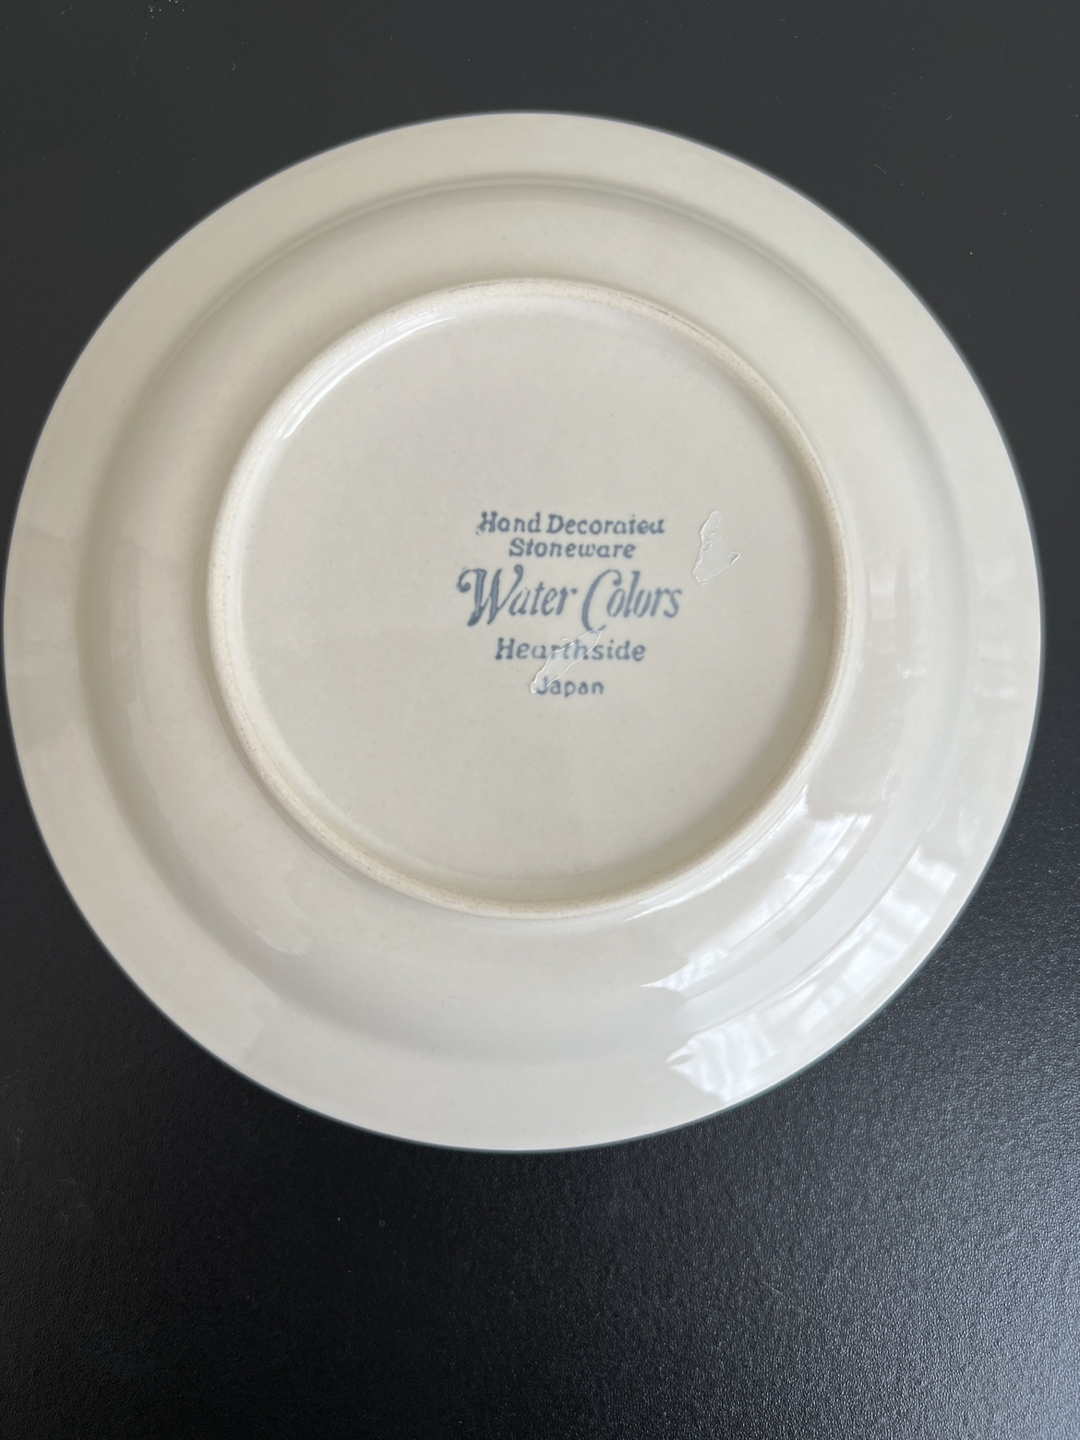 Hand Decorated
Stoneware
Water Colors
Hearthside
Japan